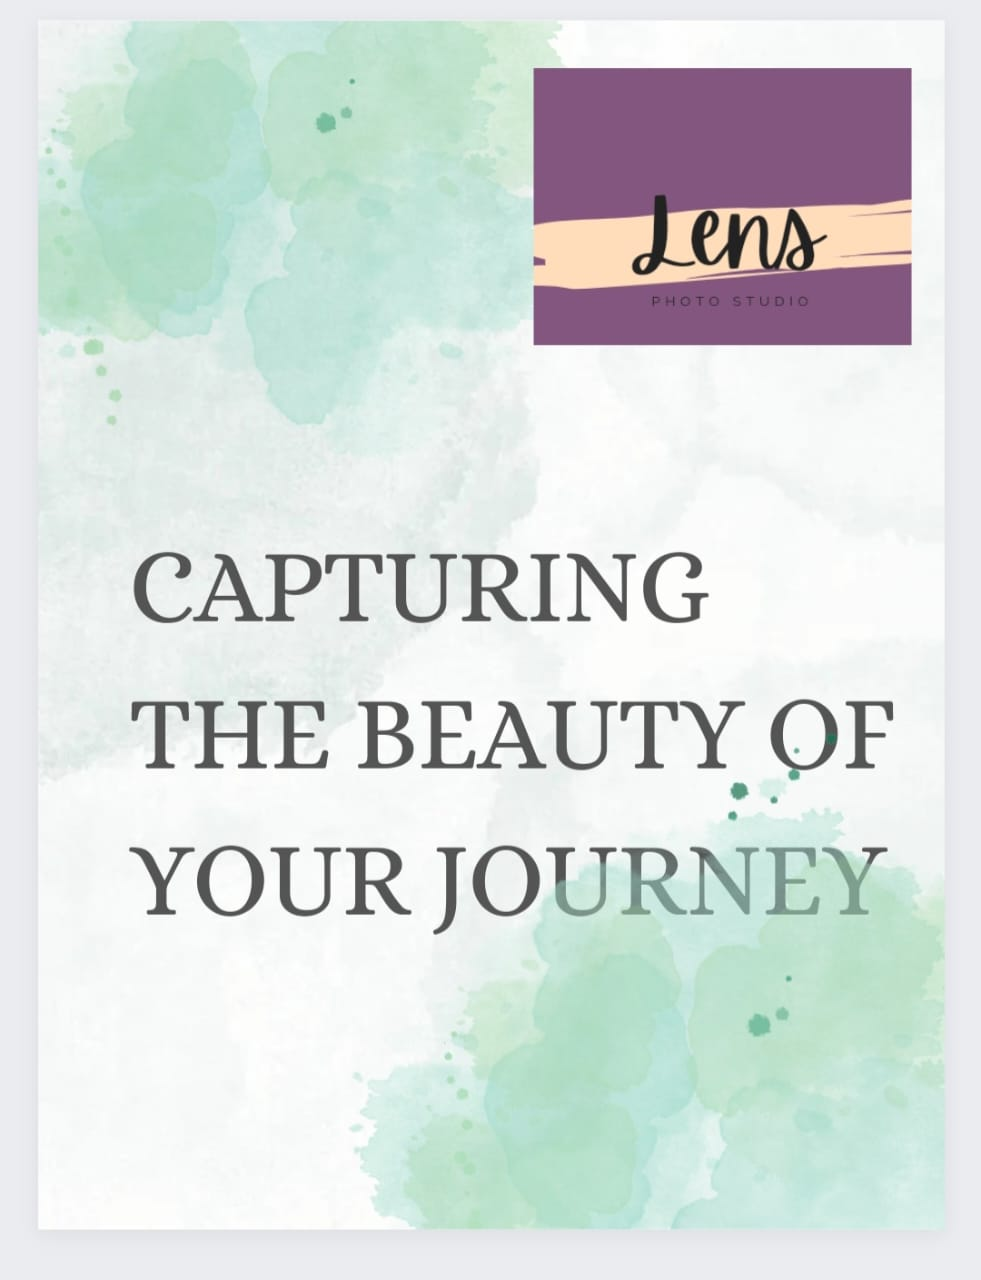 Lens
PHOTO STUDIO
CAPTURING
THE BEAUTY OF
YOUR JOURNEY